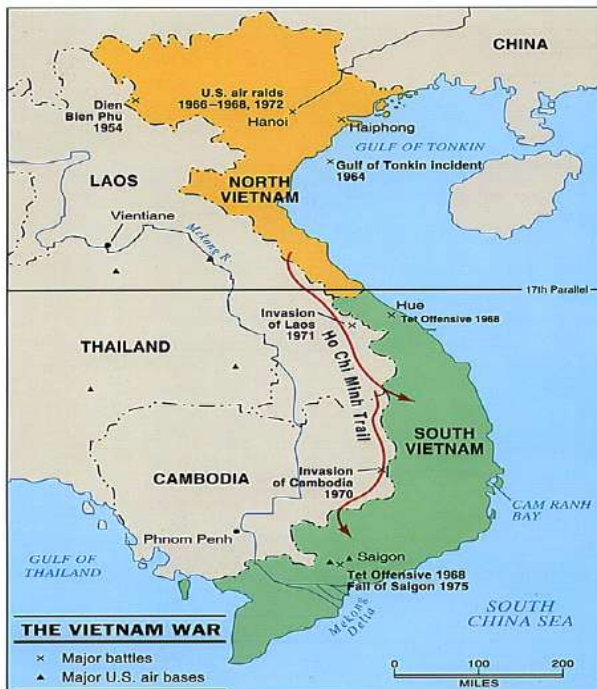 CHINA
U.S. air raids
1966–1968, 1972
Dien
Bien Phu
1954
Hanoi
Haiphong
GULF OF TONKIN
Gulf of Tonkin incident
1964
LAOS
NORTH
VIETNAM
Vientiane
Mekong R.
17th Parallel
Hue
Tet Offensive 1968
Invasion
of Laos
1971
THAILAND
Ho Chi Minh Trail
SOUTH
VIETNAM
Invasion
of Cambodia
1970
CAMBODIA
CAM RANH
BAY
Phnom Penh
GULF OF
THAILAND
Saigon
Tet Offensive 1968
Fall of Saigon 1975
Mekong
Delta
SOUTH
CHINA SEA
THE VIETNAM WAR
Major battles
Major U.S. air bases
0 100 200
MILES